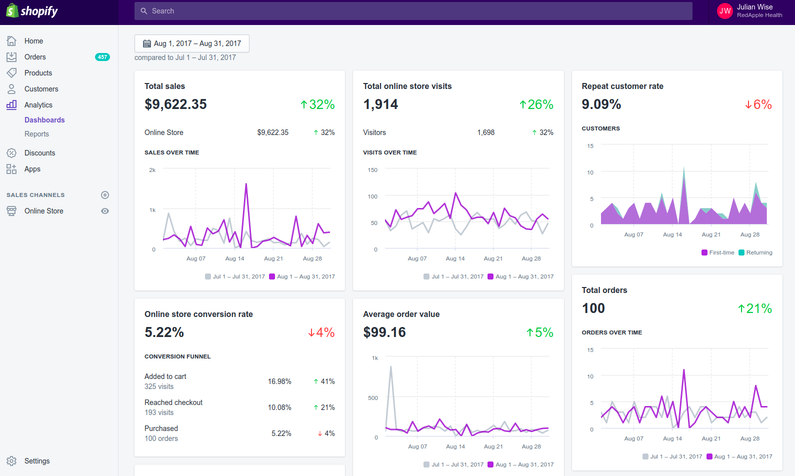 shopify
Search
JW
Julian Wise
RedApple Health
Home
Orders
457
Products
Customers
Analytics
Dashboards
Reports
Discounts
Apps
SALES CHANNELS
Online Store
Settings
Aug 1, 2017 – Aug 31, 2017
compared to Jul 1 – Jul 31, 2017
Total sales
$9,622.35
↑32%
Online Store $9,622.35 ↑ 32%
SALES OVER TIME
2k
1k
0
Aug 07 Aug 14 Aug 21 Aug 28
Jul 1 – Jul 31, 2017 Aug 1 – Aug 31, 2017
Total online store visits
1,914
↑26%
Visitors 1,698 ↑ 32%
VISITS OVER TIME
150
100
50
0
Aug 07 Aug 14 Aug 21 Aug 28
Jul 1 – Jul 31, 2017 Aug 1 – Aug 31, 2017
Repeat customer rate
9.09%
↓6%
CUSTOMERS
15
10
5
0
Aug 07 Aug 14 Aug 21 Aug 28
First-time Returning
Online store conversion rate
5.22%
↓4%
CONVERSION FUNNEL
Added to cart 16.98% ↑ 41%
325 visits
Reached checkout 10.08% ↑ 21%
193 visits
Purchased 5.22% ↓ 4%
100 orders
Average order value
$99.16
↑5%
1k
500
0
Aug 07 Aug 14 Aug 21 Aug 28
Jul 1 – Jul 31, 2017 Aug 1 – Aug 31, 2017
Total orders
100
↑21%
ORDERS OVER TIME
15
10
5
0
Aug 07 Aug 14 Aug 21 Aug 28
Jul 1 – Jul 31, 2017 Aug 1 – Aug 31, 2017